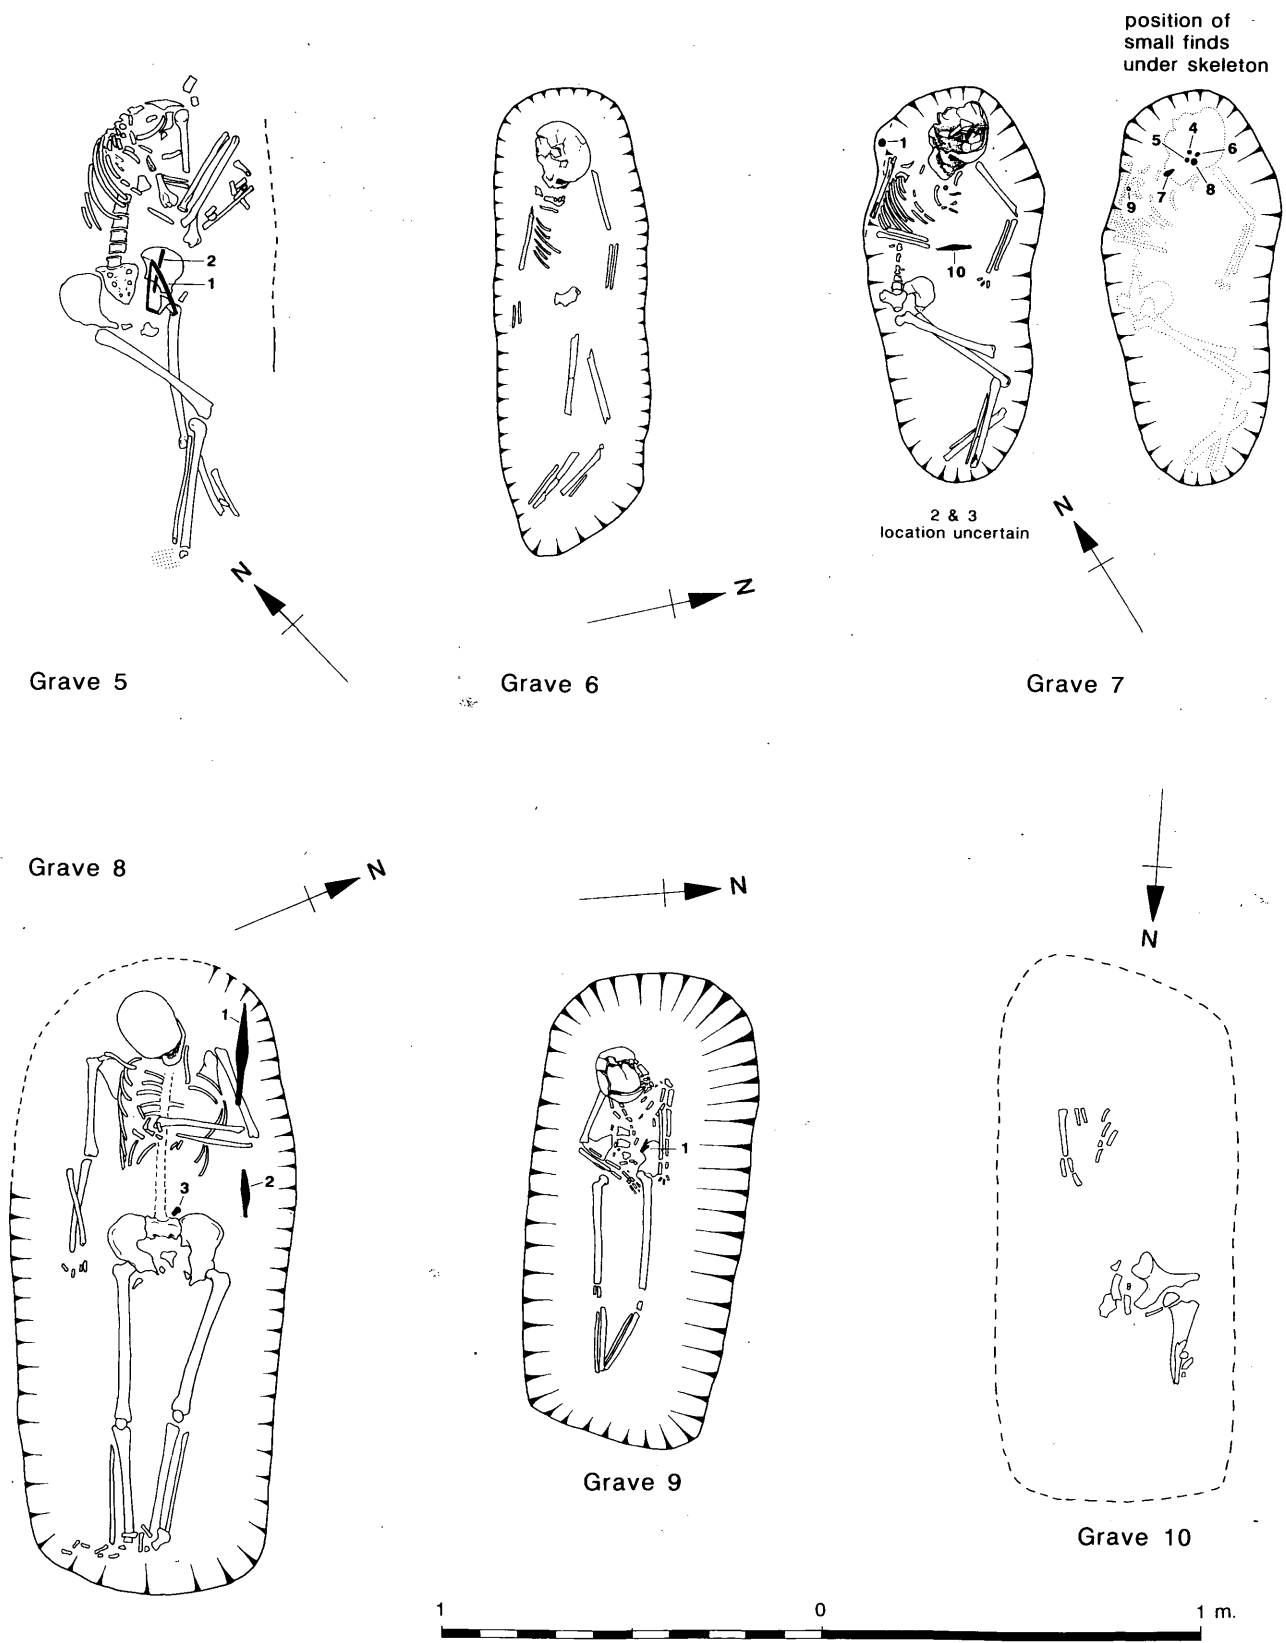 position of
small finds
under skeleton
2
1
1
10
4
5
6
7
8
9
2 & 3
location uncertain
N
N
N
Grave 5
Grave 6
Grave 7
Grave 8
N
N
N
1
2
3
1
Grave 9
Grave 10
1
0
1 m.